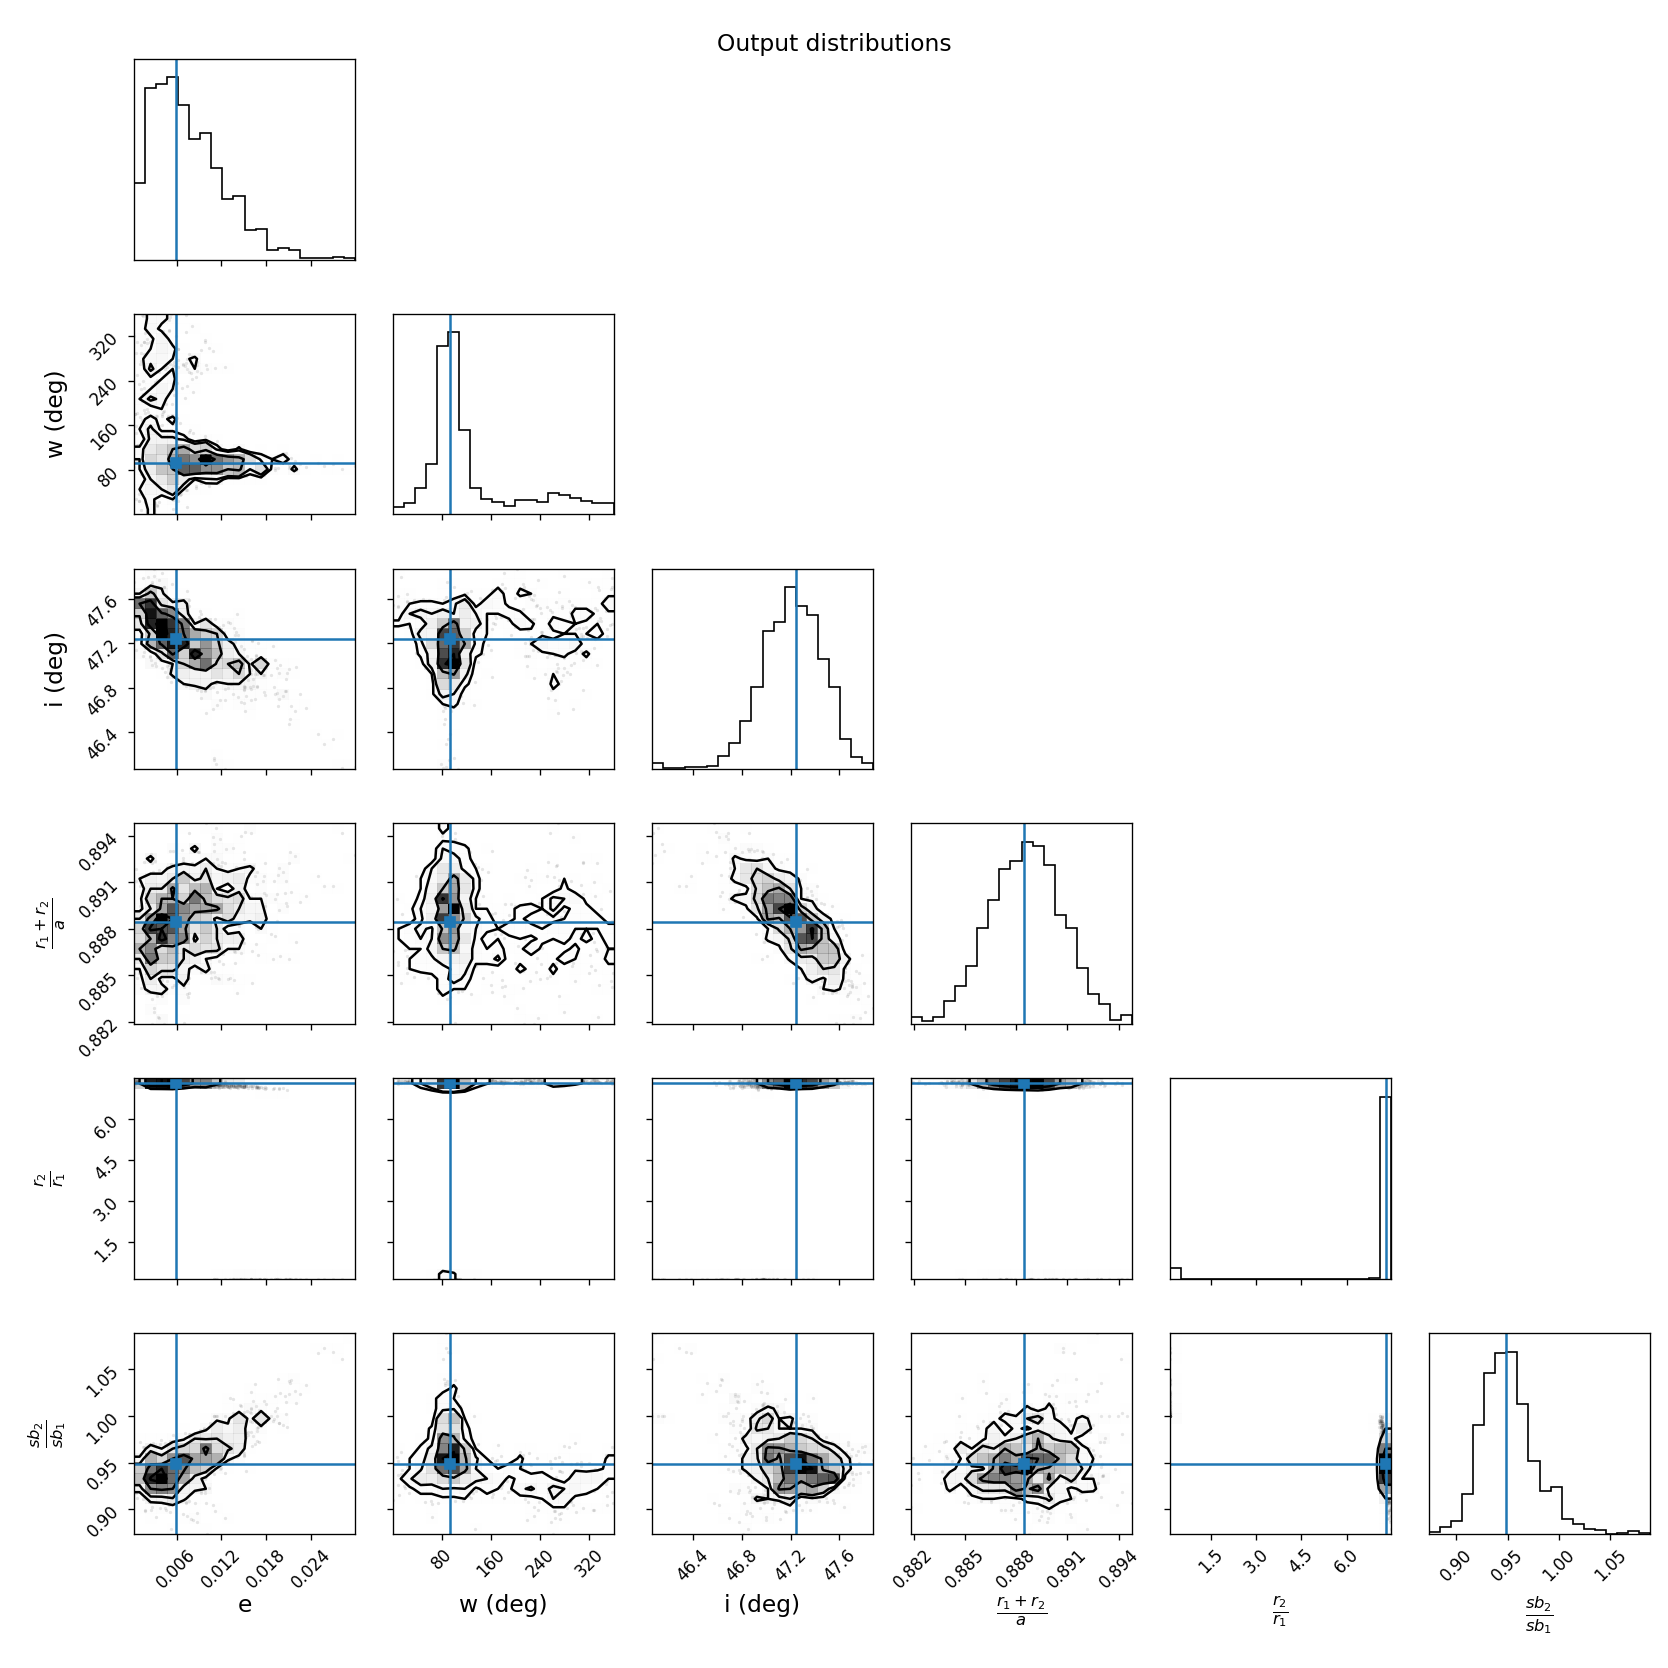 Output distributions
w (deg)
320
240
160
80
i (deg)
47.6
47.2
46.8
46.4
r₁ + r₂
a
0.894
0.891
0.888
0.885
0.882
r₂
r₁
6.0
4.5
3.0
1.5
sb₂
sb₁
1.05
1.00
0.95
0.90
0.006 0.012 0.018 0.024
80 160 240 320
46.4 46.8 47.2 47.6
0.882 0.885 0.888 0.891 0.894
1.5 3.0 4.5 6.0
0.90 0.95 1.00 1.05
e
w (deg)
i (deg)
r₁ + r₂
a
r₂
r₁
sb₂
sb₁